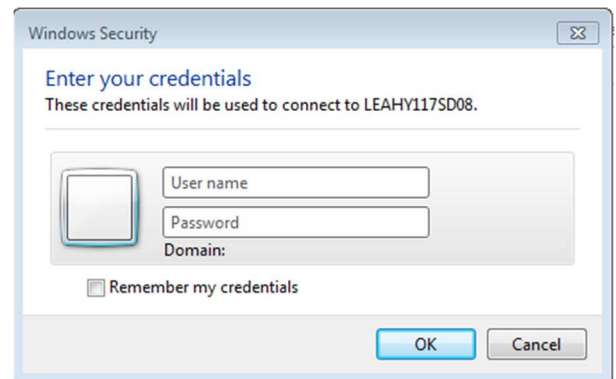 Windows Security
Enter your credentials
These credentials will be used to connect to LEAHY117SD08.
User name
Password
Domain:
Remember my credentials
OK
Cancel